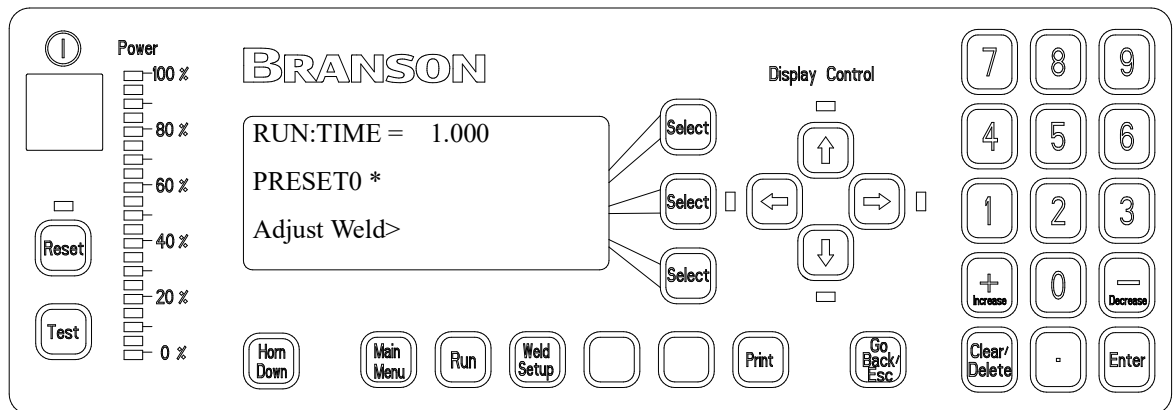 Power
100 %
80 %
60 %
40 %
20 %
0 %
Reset
Test
BRANSON
RUN:TIME = 1.000
PRESET0 *
Adjust Weld>
Select
Select
Select
Display Control
Horn
Down
Main
Menu
Run
Weld
Setup
Print
Go
Back/
Esc
7 8 9
4 5 6
1 2 3
+ 0 —
Increase Decrease
Clear/
Delete
.
Enter